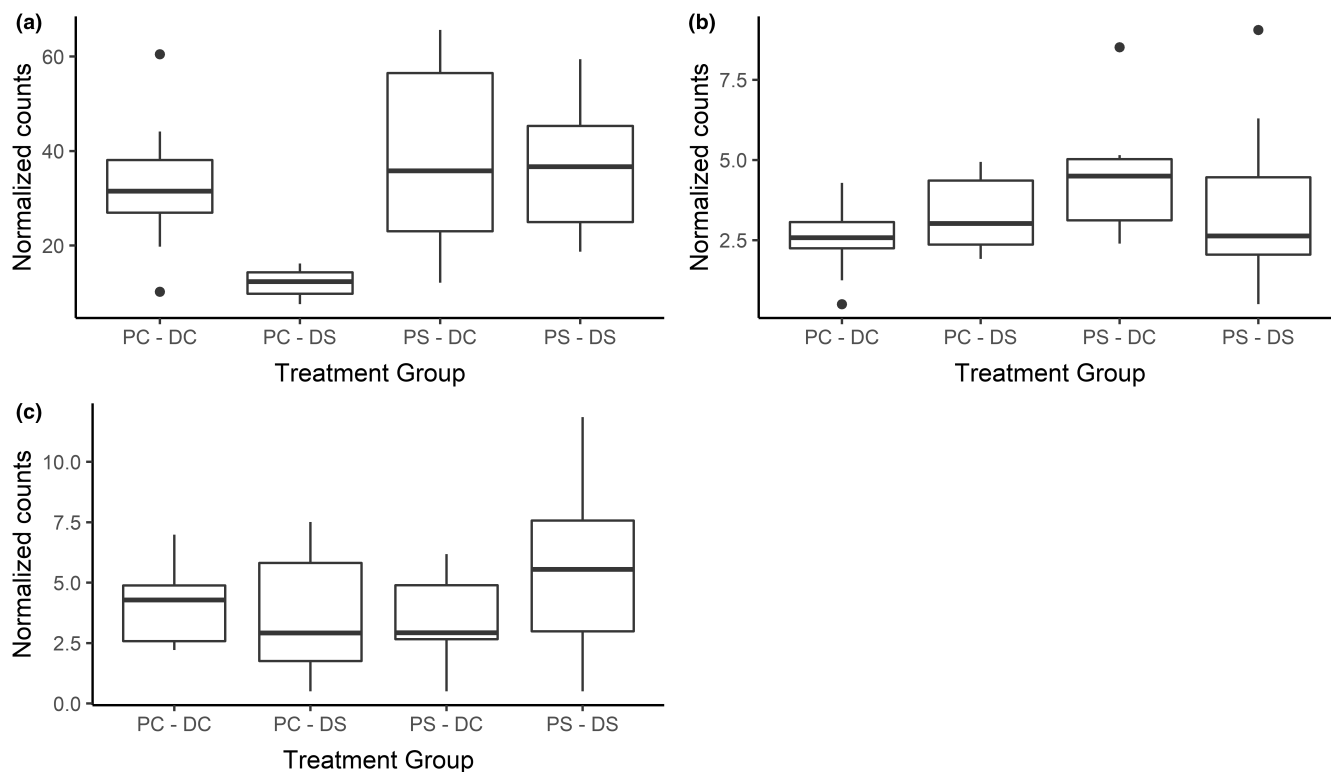 (a)
Normalized counts
60
40
20
PC - DC PC - DS PS - DC PS - DS
Treatment Group
(b)
Normalized counts
7.5
5.0
2.5
PC - DC PC - DS PS - DC PS - DS
Treatment Group
(c)
Normalized counts
10.0
7.5
5.0
2.5
0.0
PC - DC PC - DS PS - DC PS - DS
Treatment Group